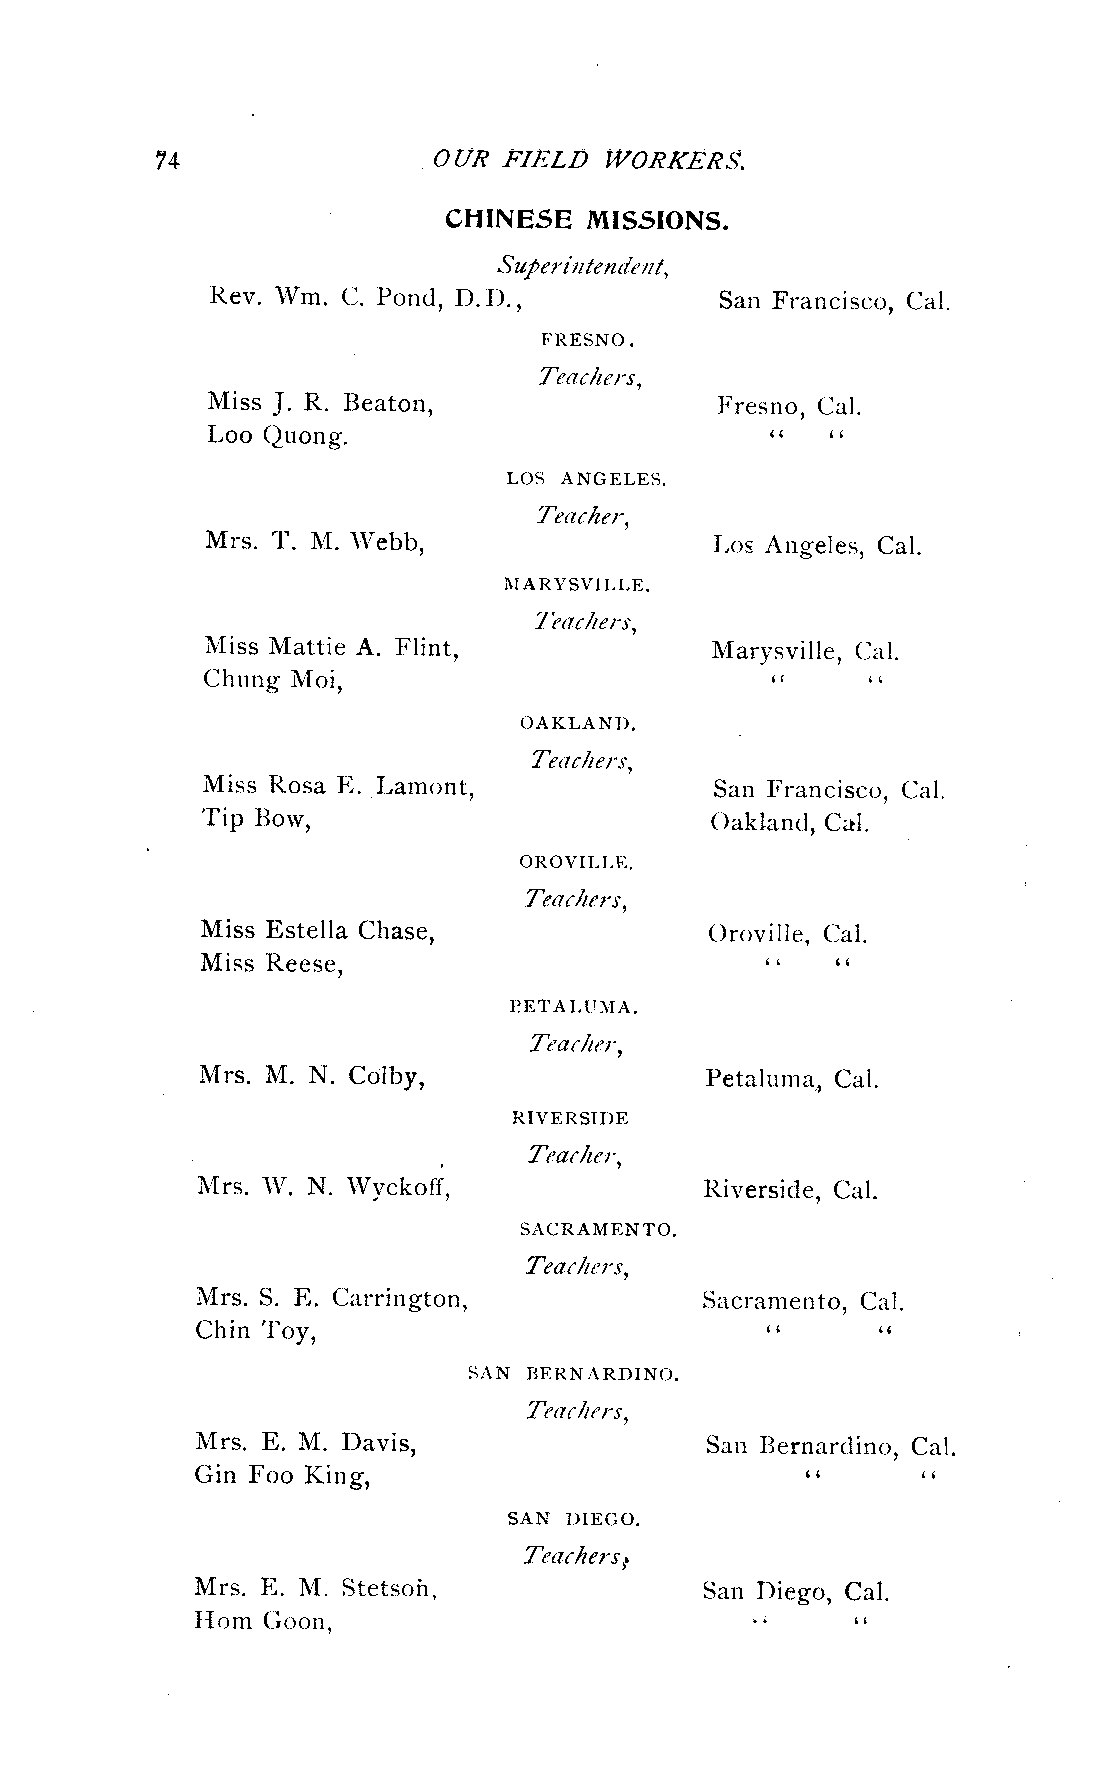 74 OUR FIELD WORKERS.
CHINESE MISSIONS.
Superintendent,
Rev. Wm. C. Pond, D.D., San Francisco, Cal.
FRESNO.
Teachers,
Miss J. R. Beaton, Fresno, Cal.
Loo Quong. “ “
LOS ANGELES.
Teacher,
Mrs. T. M. Webb, Los Angeles, Cal.
MARYSVILLE.
Teachers,
Miss Mattie A. Flint, Marysville, Cal.
Chung Moi, “ “
OAKLAND.
Teachers,
Miss Rosa E. Lamont, San Francisco, Cal.
Tip Bow, Oakland, Cal.
OROVILLE.
Teachers,
Miss Estella Chase, Oroville, Cal.
Miss Reese, “ “
PETALUMA.
Teacher,
Mrs. M. N. Colby, Petaluma, Cal.
RIVERSIDE
Teacher,
Mrs. W. N. Wyckoff, Riverside, Cal.
SACRAMENTO.
Teachers,
Mrs. S. E. Carrington, Sacramento, Cal.
Chin Toy, “ “
SAN BERNARDINO.
Teachers,
Mrs. E. M. Davis, San Bernardino, Cal.
Gin Foo King, “ “
SAN DIEGO.
Teachers,
Mrs. E. M. Stetson, San Diego, Cal.
Hom Goon, “ “